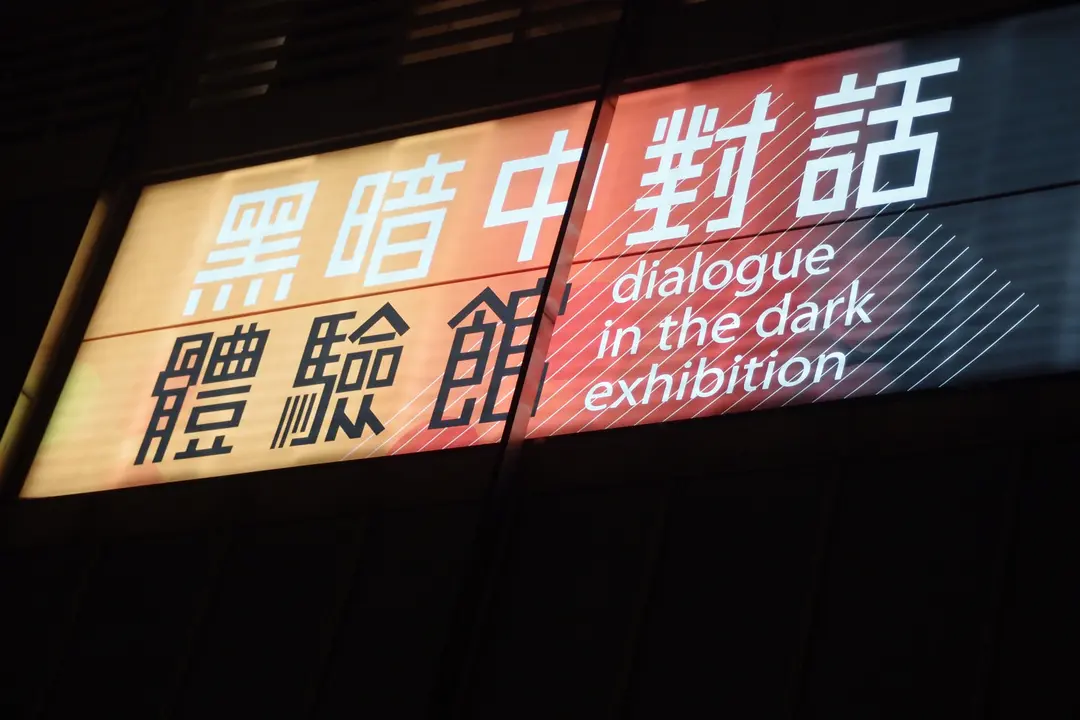 黑暗中對話
體驗館
dialogue
in the dark
exhibition